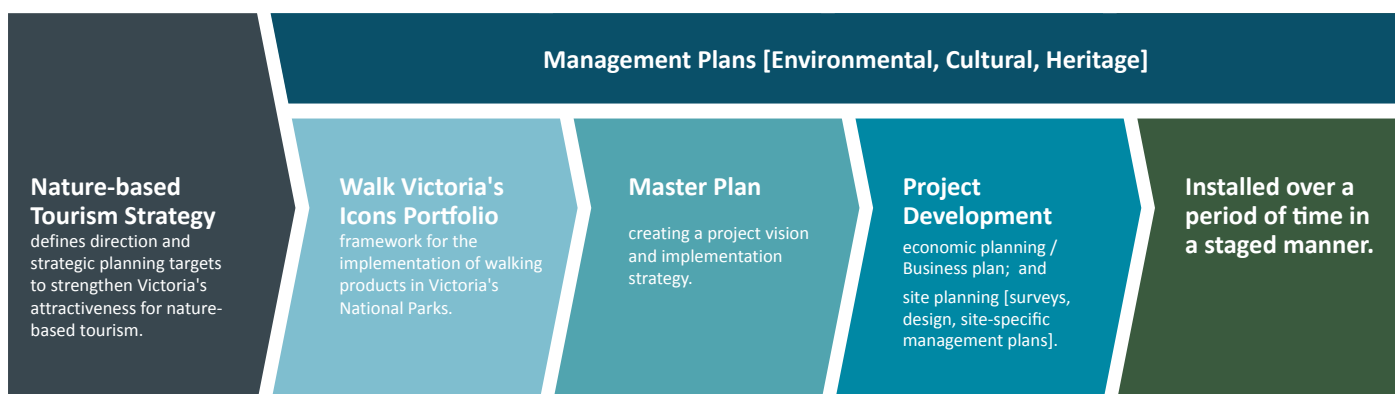 Management Plans [Environmental, Cultural, Heritage]
Nature-based
Tourism Strategy
defines direction and
strategic planning targets
to strengthen Victoria's
attractiveness for nature-
based tourism.
Walk Victoria's
Icons Portfolio
framework for the
implementation of walking
products in Victoria's
National Parks.
Master Plan
creating a project vision
and implementation
strategy.
Project
Development
economic planning /
Business plan; and
site planning [surveys,
design, site-specific
management plans].
Installed over a
period of time in
a staged manner.